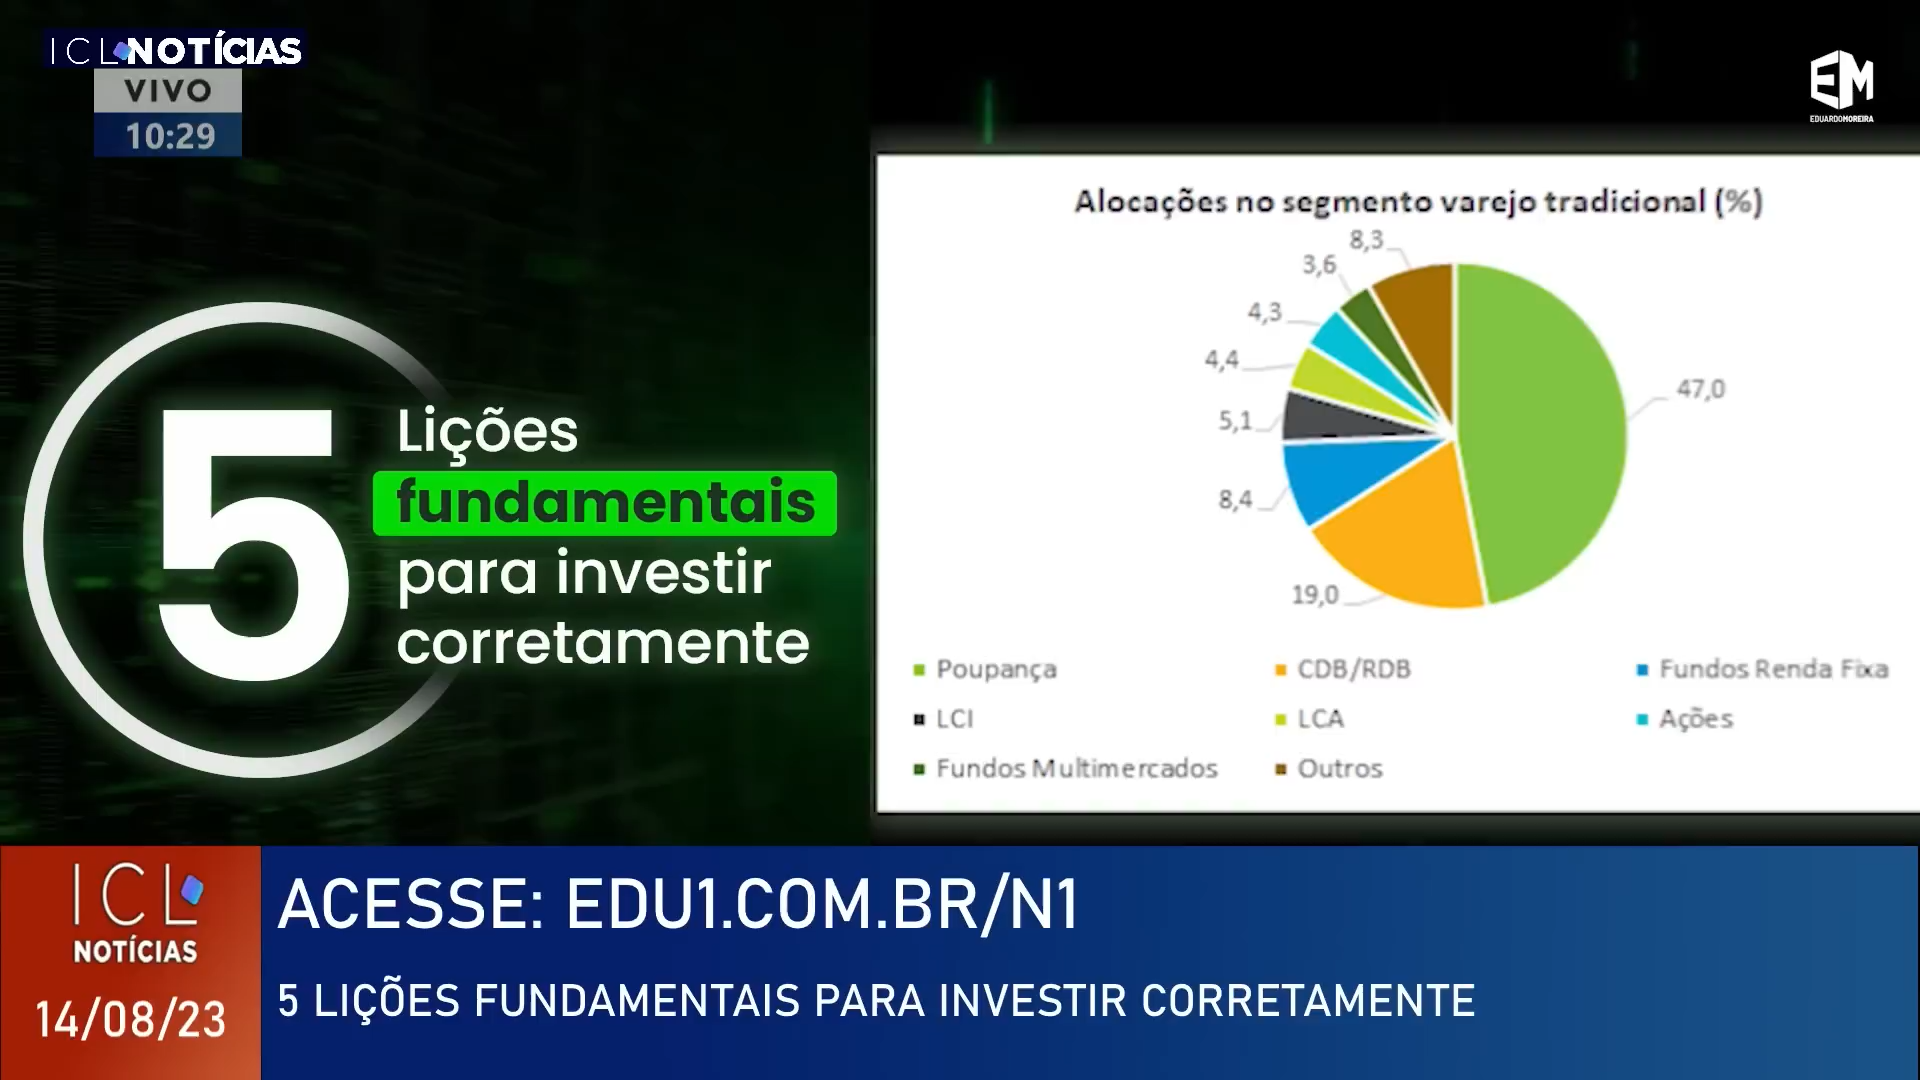 ICL NOTÍCIAS
VIVO
10:29
EM
EDUARDOMOREIRA
5
Lições
fundamentais
para investir
corretamente
Alocações no segmento varejo tradicional (%)
8,3
3,6
4,3
4,4
5,1
8,4
19,0
47,0
Poupança
CDB/RDB
Fundos Renda Fixa
LCI
LCA
Ações
Fundos Multimercados
Outros
ICL
NOTÍCIAS
14/08/23
ACESSE: EDU1.COM.BR/N1
5 LIÇÕES FUNDAMENTAIS PARA INVESTIR CORRETAMENTE